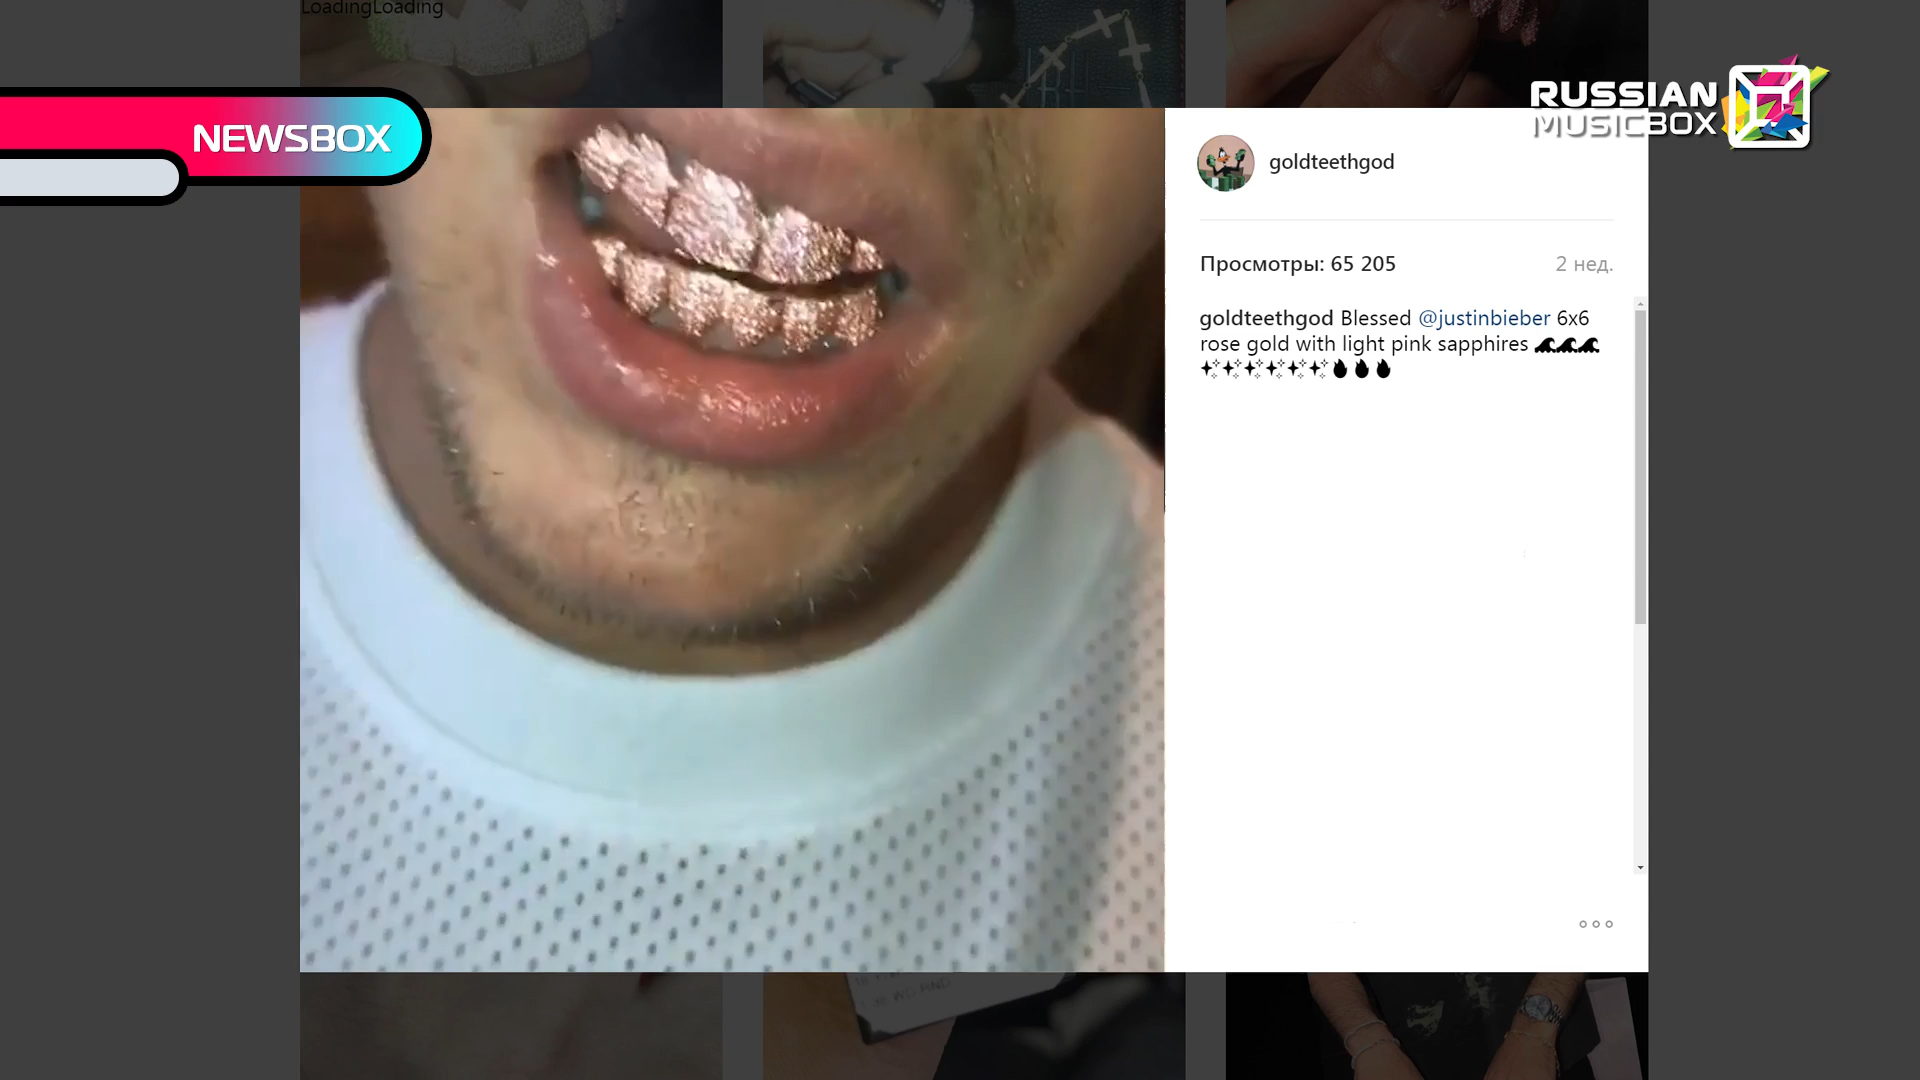 LoadingLoading
NEWSBOX
RUSSIAN
MUSICBOX
goldteethgod
Просмотры: 65 205
2 нед.
goldteethgod Blessed @justinbieber 6x6
rose gold with light pink sapphires 🌊🌊🌊
✨✨✨✨✨✨🔥🔥🔥